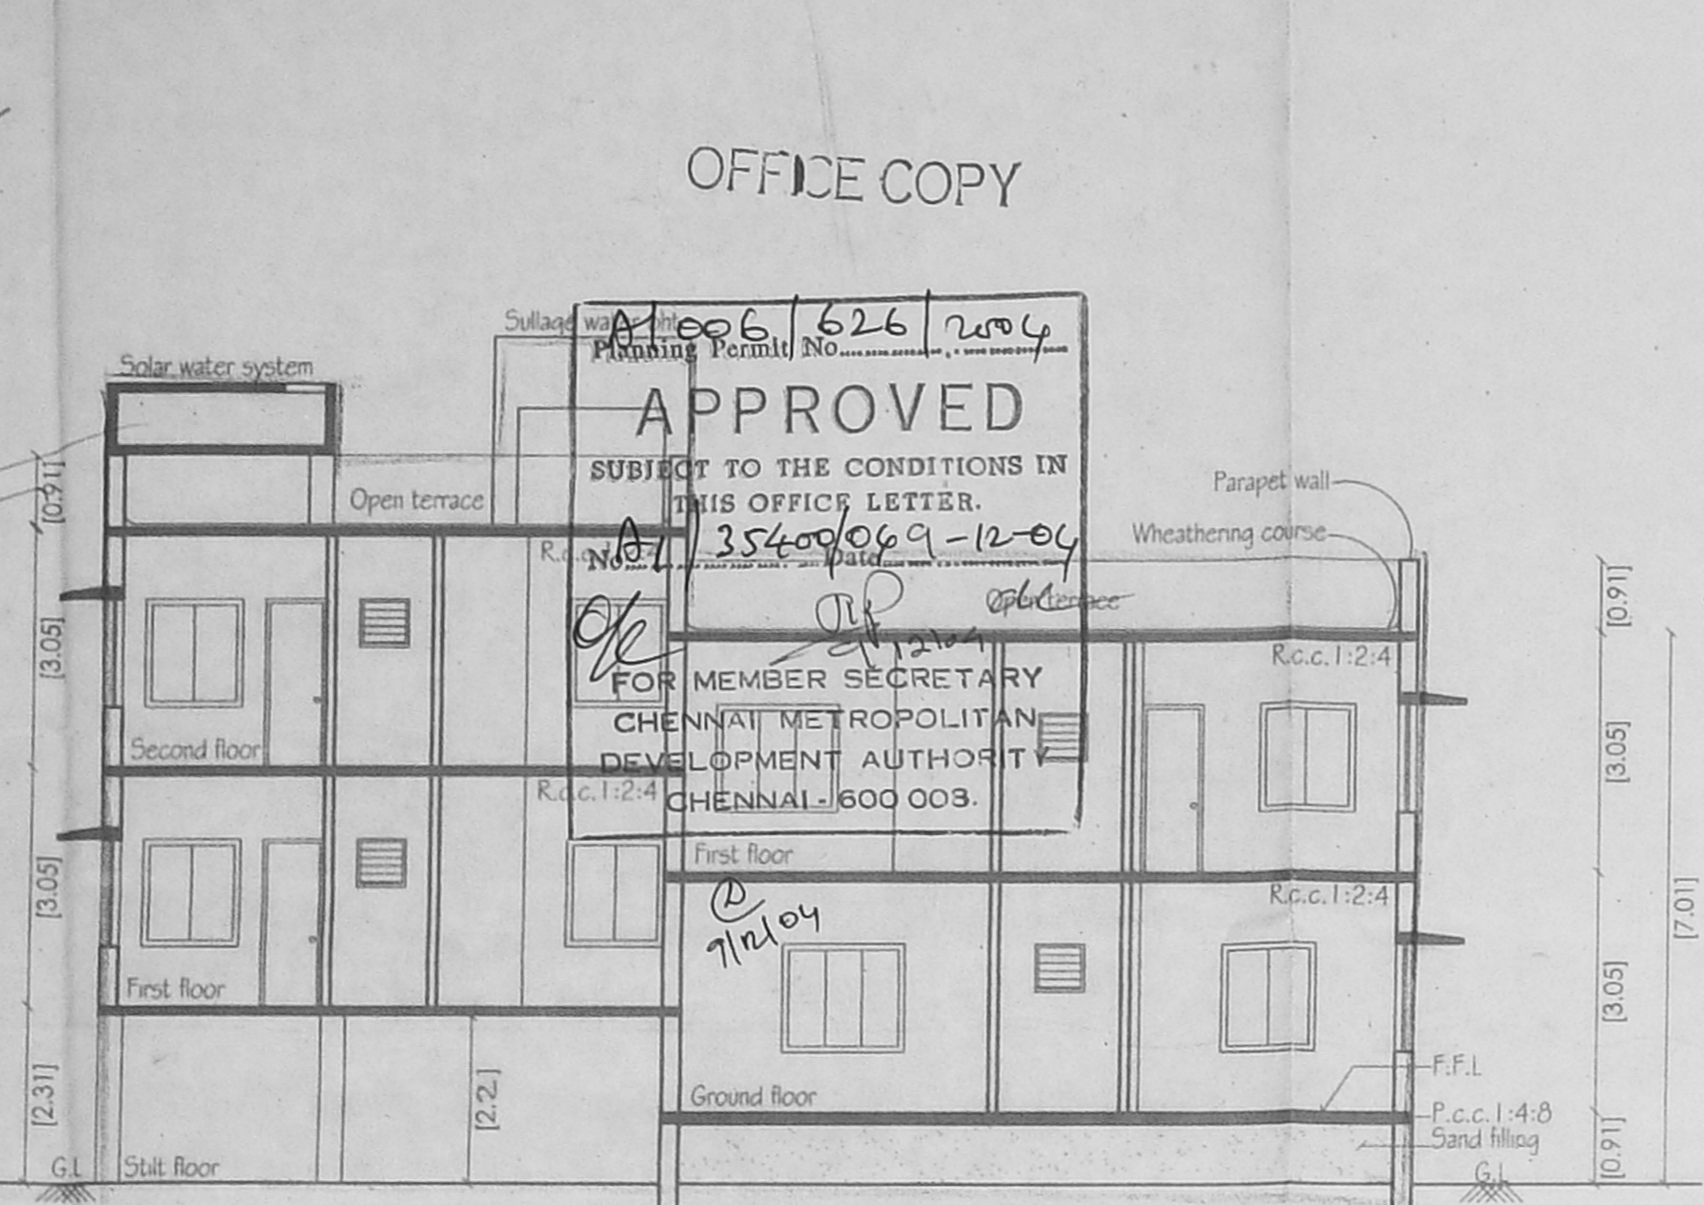 OFFICE COPY
Sullage water oht
A/006/626/2004
Planning Permit No
Solar water system
APPROVED
SUBJECT TO THE CONDITIONS IN
THIS OFFICE LETTER.
Open terrace
[0.91]
Parapet wall
Wheathering course
No. A1/35400/04 Date 9-12-04
R.c.c. 1:2:4
Open terrace
[0.91]
[3.05]
12/04
R.c.c. 1:2:4
FOR MEMBER SECRETARY
CHENNAI METROPOLITAN
DEVELOPMENT AUTHORITY
CHENNAI - 600 003.
Second floor
[3.05]
R.c.c. 1:2:4
First floor
R.c.c. 1:2:4
[3.05]
9/12/04
[7.01]
First floor
[3.05]
F.F.L
Ground floor
[2.31]
[2.2]
P.c.c. 1:4:8
Sand filling
[0.91]
G.L
Stilt floor
G.L